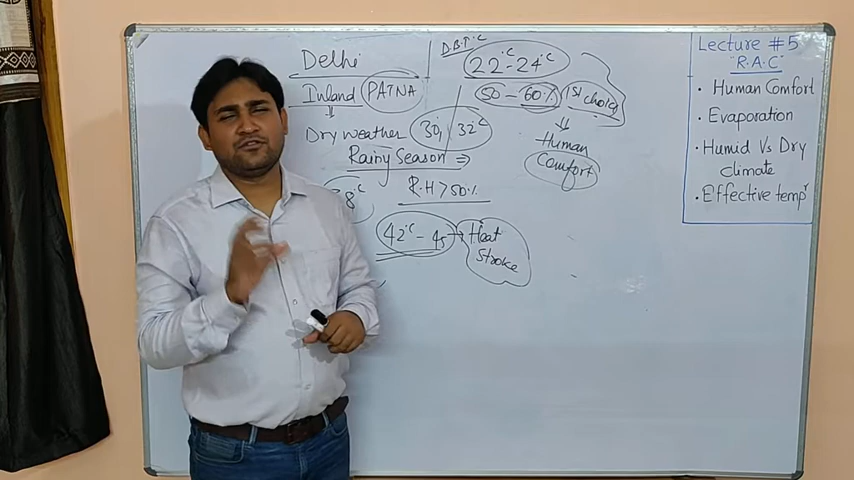 Delhi
Inland PATNA
Dry weather 30, 32°C
Rainy Season ⇒
8°C R.H > 50%
42°C - 45 → Heat Stroke
D.B.T °C
22°C - 24°C
50 - 60% 1st choice
Human
Comfort
Lecture #5
"R.A.C"
• Human Comfort
• Evaporation
• Humid Vs Dry
Climate
• Effective temp